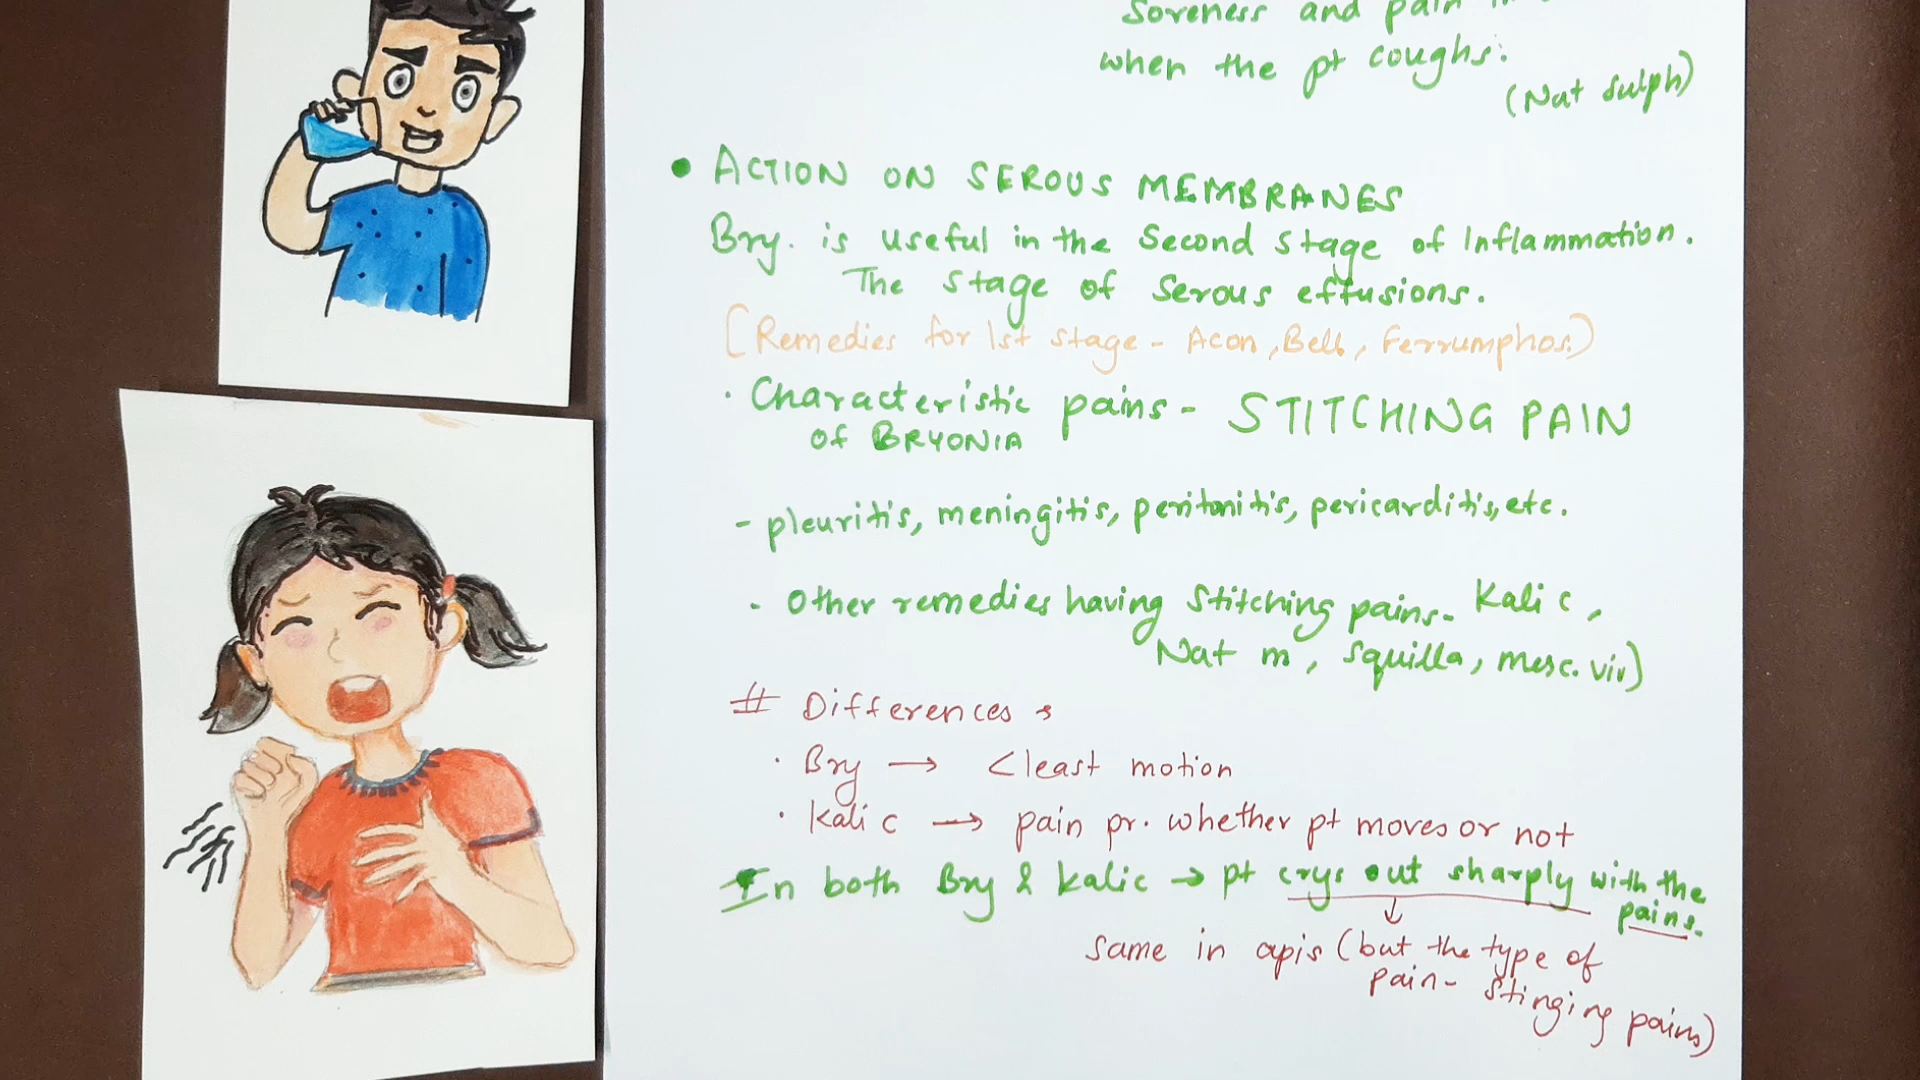 Soreness and pain in
when the pt coughs.
(Nat Sulph)
• ACTION ON SEROUS MEMBRANES
Bry. is useful in the Second stage of Inflammation.
The stage of serous effusions.
[Remedies for 1st stage - Acon, Bell, Ferrumphos.)
· Characteristic pains - STITCHING PAIN
of BRYONIA
- pleuritis, meningitis, peritonitis, pericarditis, etc.
- Other remedies having stitching pains - Kali c,
Nat m, squilla, mesc. viv)
# Differences
· Bry → < least motion
· Kali c → pain pr. whether pt moves or not
In both Bry & Kalic → pt crys out sharply with the
pains.
↓
same in apis (but the type of
pain - stinging pains)